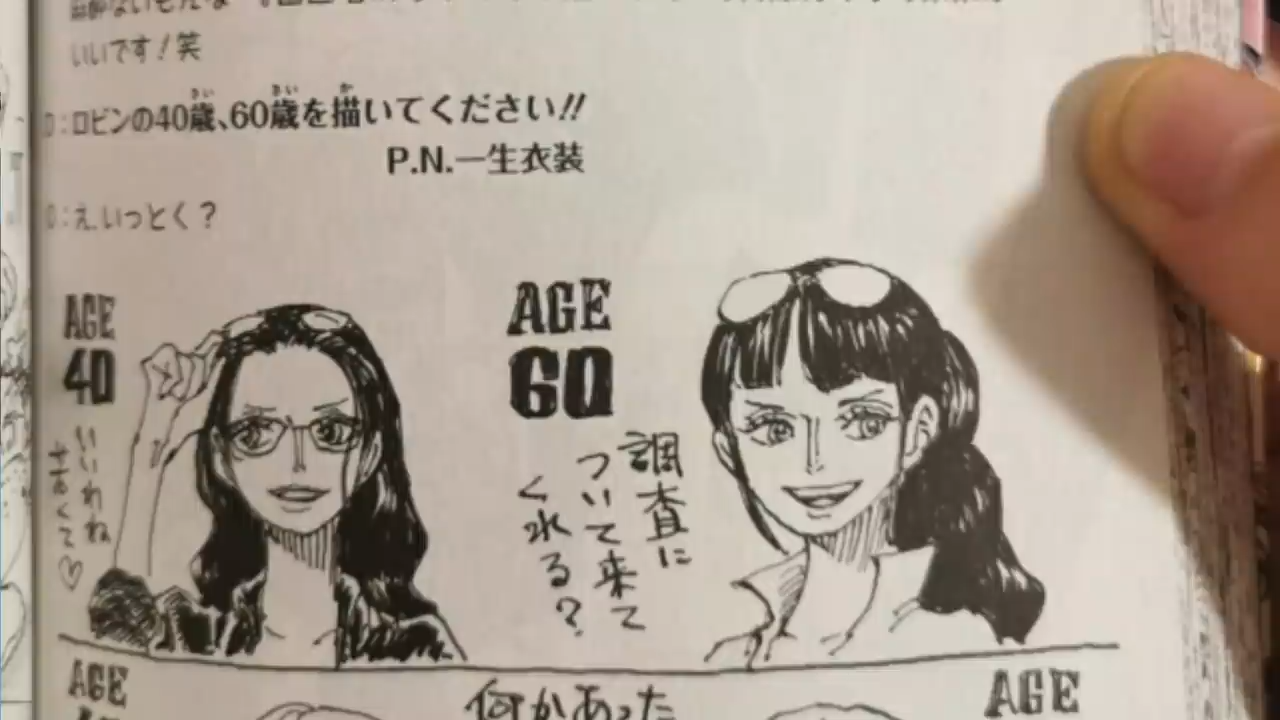 いいです！笑
D:ロビンの40歳、60歳を描いてください!!
P.N.一生衣装
O:え、いっとく？
AGE
40
いいわね
AGE
60
調査に
ついて来て
くれる？
AGE
何かあった
AGE